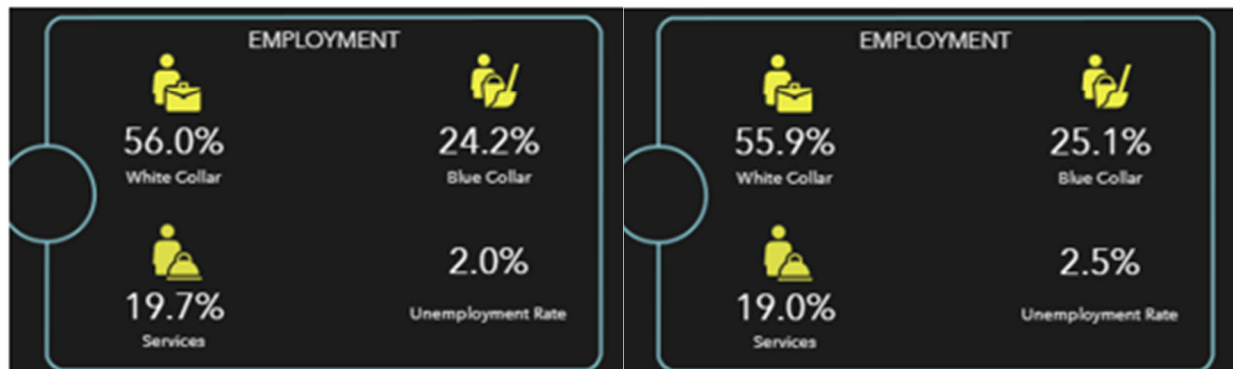 EMPLOYMENT
56.0%
White Collar
24.2%
Blue Collar
19.7%
Services
2.0%
Unemployment Rate
EMPLOYMENT
55.9%
White Collar
25.1%
Blue Collar
19.0%
Services
2.5%
Unemployment Rate